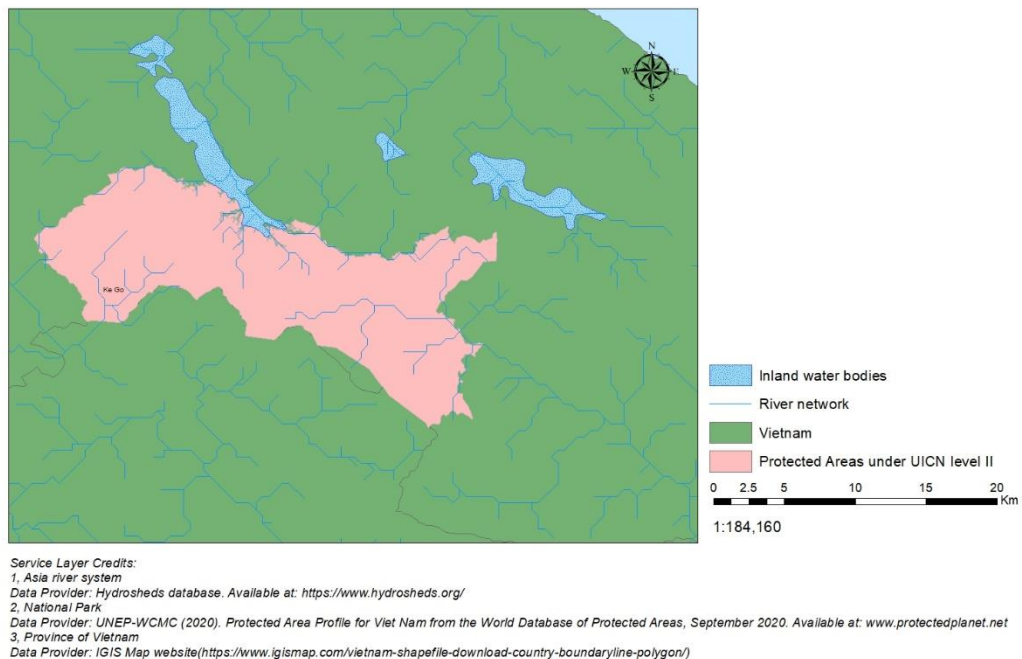 N
W E
S
Ke Go
Inland water bodies
River network
Vietnam
Protected Areas under UICN level II
0 2.5 5 10 15 20
Km
1:184,160
Service Layer Credits:
1, Asia river system
Data Provider: Hydrosheds database. Available at: https://www.hydrosheds.org/
2, National Park
Data Provider: UNEP-WCMC (2020). Protected Area Profile for Viet Nam from the World Database of Protected Areas, September 2020. Available at: www.protectedplanet.net
3, Province of Vietnam
Data Provider: IGIS Map website(https://www.igismap.com/vietnam-shapefile-download-country-boundaryline-polygon/)